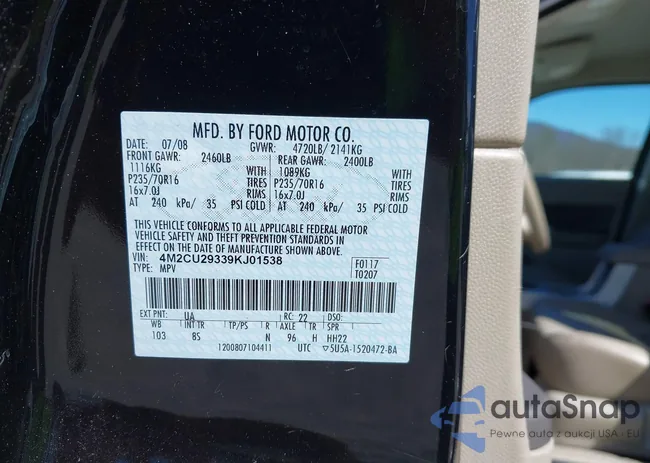 MFD. BY FORD MOTOR CO.
DATE: 07/08 GVWR: 4720LB/ 2141KG
FRONT GAWR: 2460LB REAR GAWR: 2400LB
1116KG WITH 1089KG WITH
P235/70R16 TIRES P235/70R16 TIRES
16x7.0J RIMS 16x7.0J RIMS
AT 240 kPa/ 35 PSI COLD AT 240 kPa/ 35 PSI COLD
THIS VEHICLE CONFORMS TO ALL APPLICABLE FEDERAL MOTOR
VEHICLE SAFETY AND THEFT PREVENTION STANDARDS IN
EFFECT ON THE DATE OF MANUFACTURE SHOWN ABOVE.
VIN: 4M2CU29339KJ01538 F0117
TYPE: MPV T0207
EXT PNT: UA RC: 22 DSO:
WB INT TR TP/PS R AXLE TR SPR
103 8S N 96 H HH22
1200807104411 UTC ▽5U5A-1520472-BA
autaSnap
Pewne auto z aukcji USA - EU